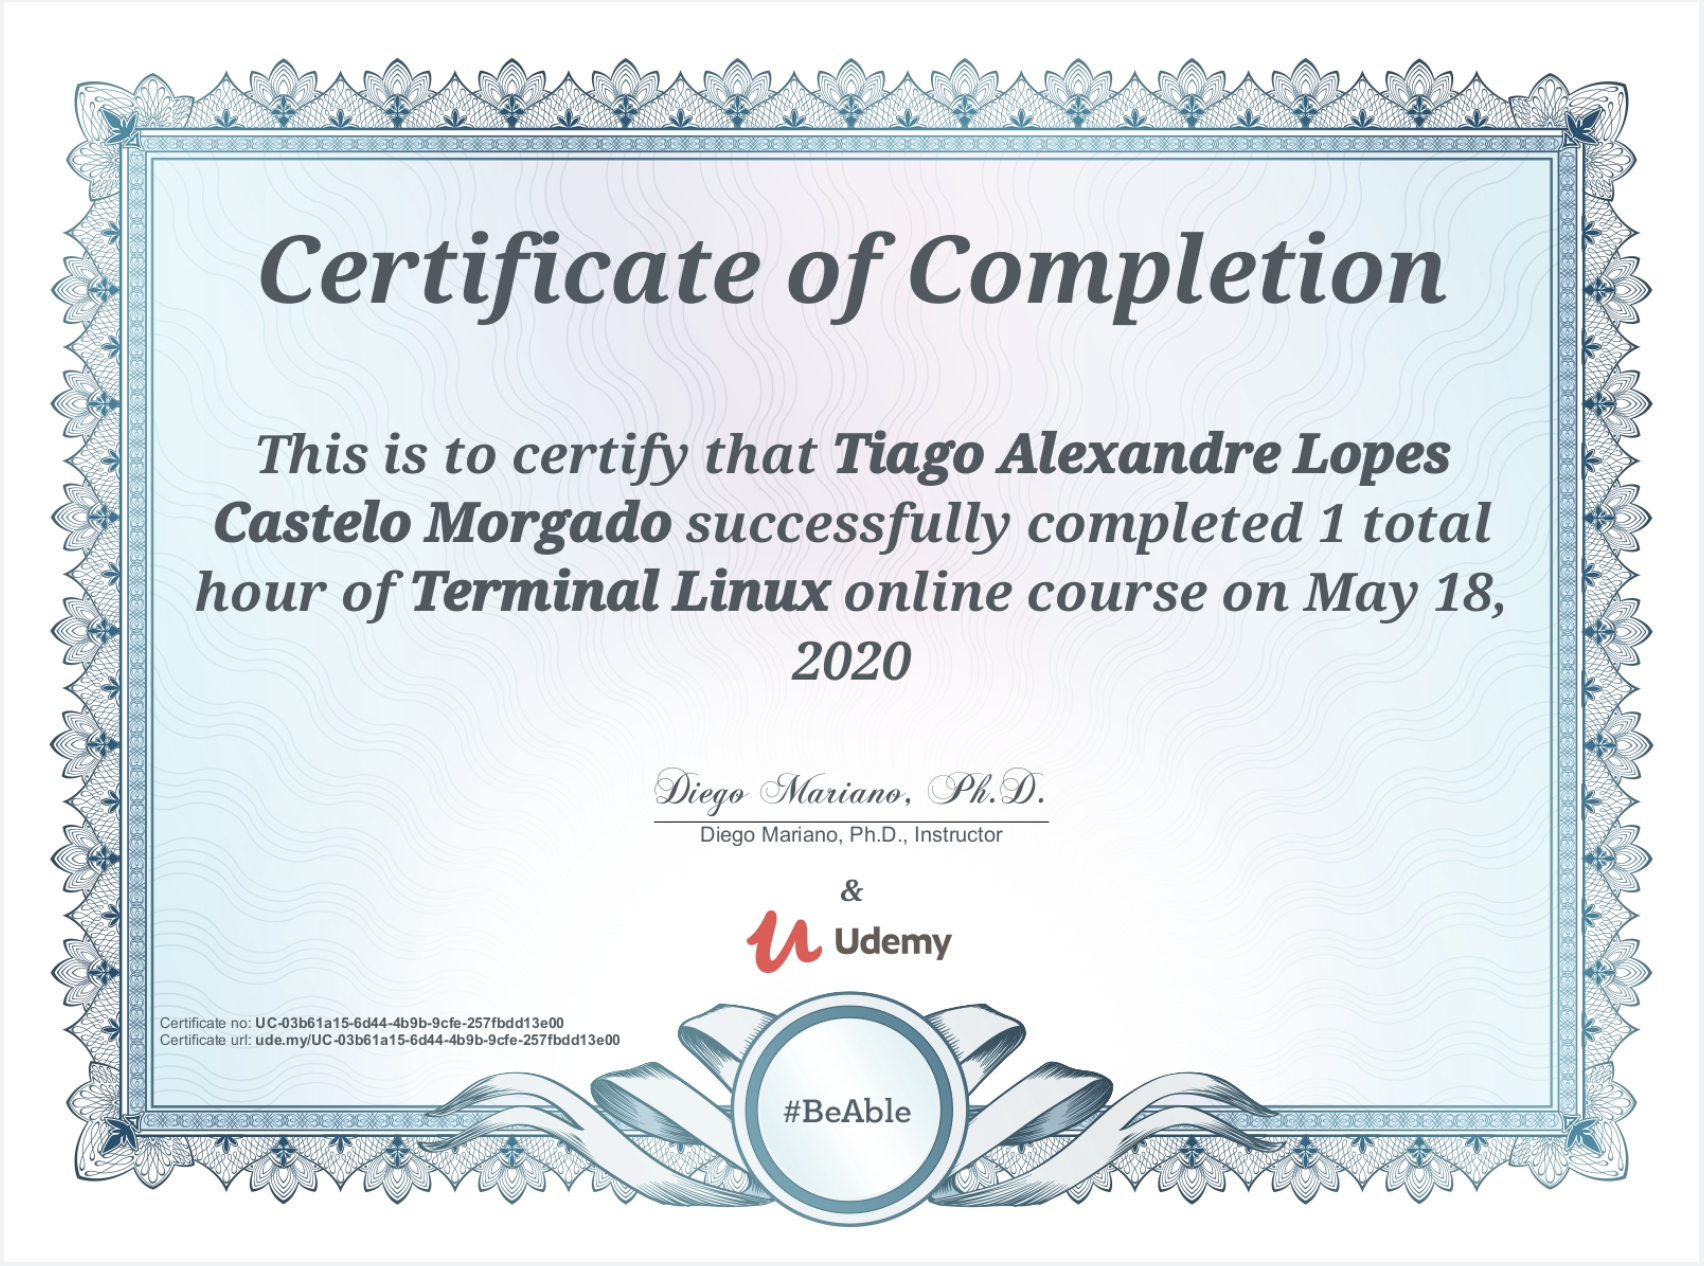 Certificate of Completion
This is to certify that Tiago Alexandre Lopes
Castelo Morgado successfully completed 1 total
hour of Terminal Linux online course on May 18,
2020
Diego Mariano, Ph.D.
Diego Mariano, Ph.D., Instructor
&
Udemy
Certificate no: UC-03b61a15-6d44-4b9b-9cfe-257fbdd13e00
Certificate url: ude.my/UC-03b61a15-6d44-4b9b-9cfe-257fbdd13e00
#BeAble